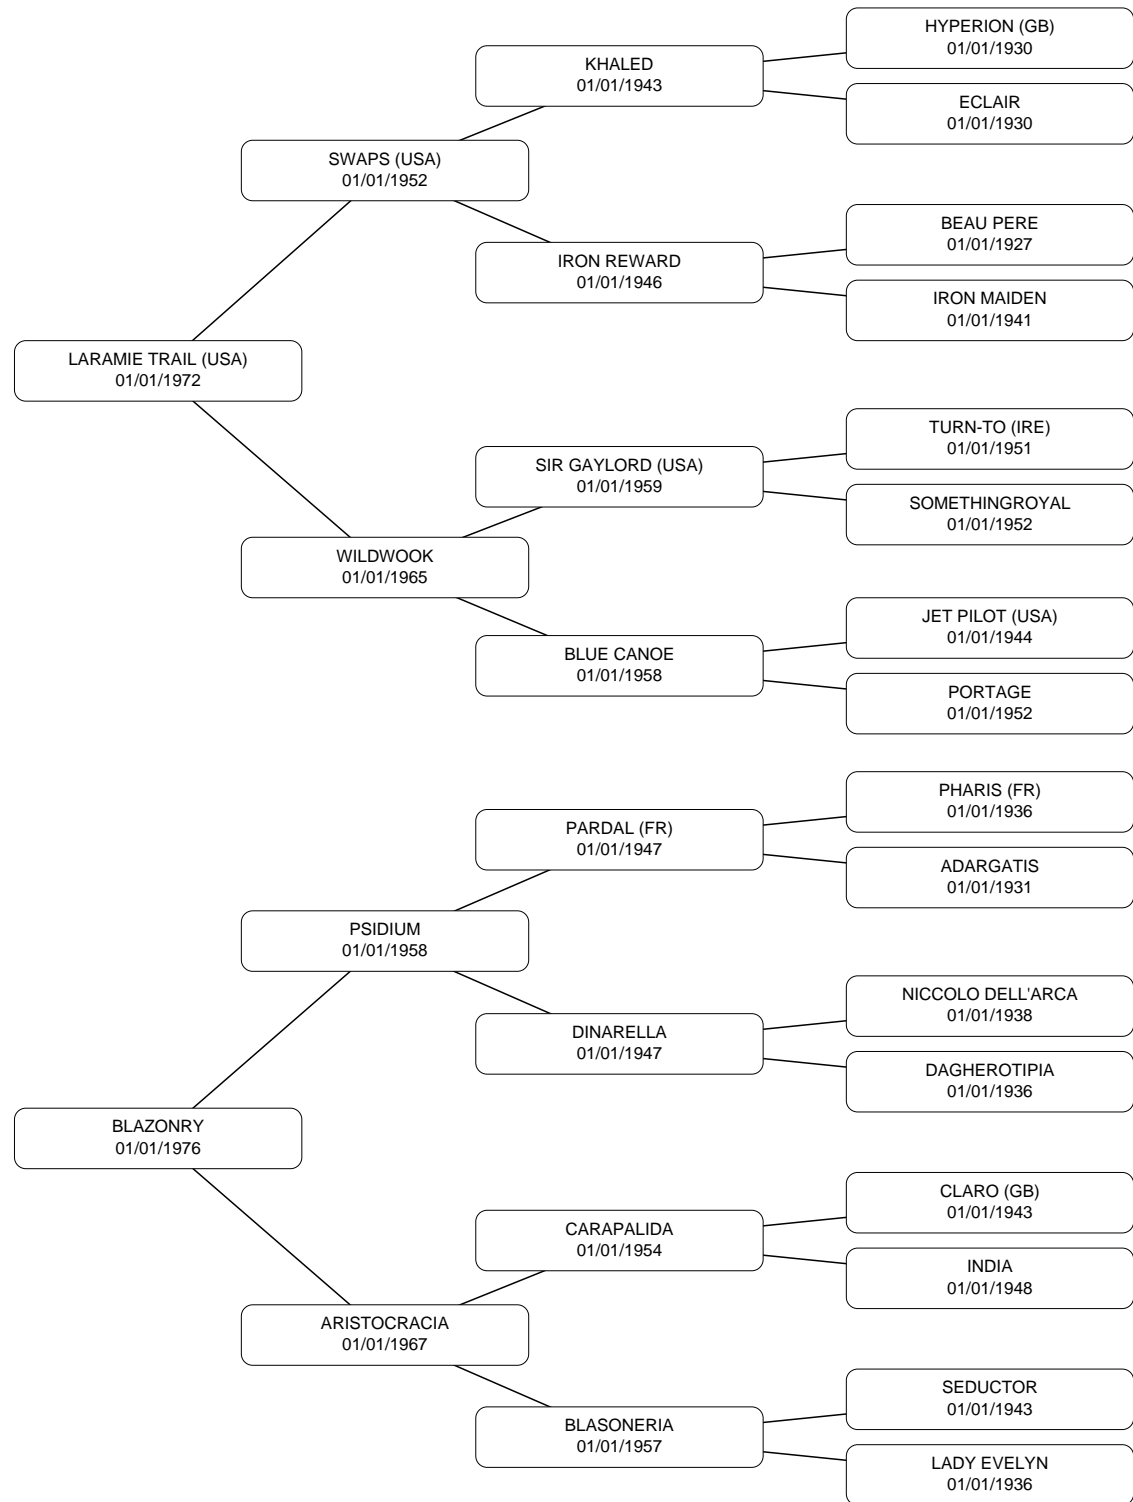 HYPERION (GB)
01/01/1930
KHALED
01/01/1943
ECLAIR
01/01/1930
SWAPS (USA)
01/01/1952
BEAU PERE
01/01/1927
IRON REWARD
01/01/1946
IRON MAIDEN
01/01/1941
LARAMIE TRAIL (USA)
01/01/1972
TURN-TO (IRE)
01/01/1951
SIR GAYLORD (USA)
01/01/1959
SOMETHINGROYAL
01/01/1952
WILDWOOK
01/01/1965
JET PILOT (USA)
01/01/1944
BLUE CANOE
01/01/1958
PORTAGE
01/01/1952
PHARIS (FR)
01/01/1936
PARDAL (FR)
01/01/1947
ADARGATIS
01/01/1931
PSIDIUM
01/01/1958
NICCOLO DELL'ARCA
01/01/1938
DINARELLA
01/01/1947
DAGHEROTIPIA
01/01/1936
BLAZONRY
01/01/1976
CLARO (GB)
01/01/1943
CARAPALIDA
01/01/1954
INDIA
01/01/1948
ARISTOCRACIA
01/01/1967
SEDUCTOR
01/01/1943
BLASONERIA
01/01/1957
LADY EVELYN
01/01/1936